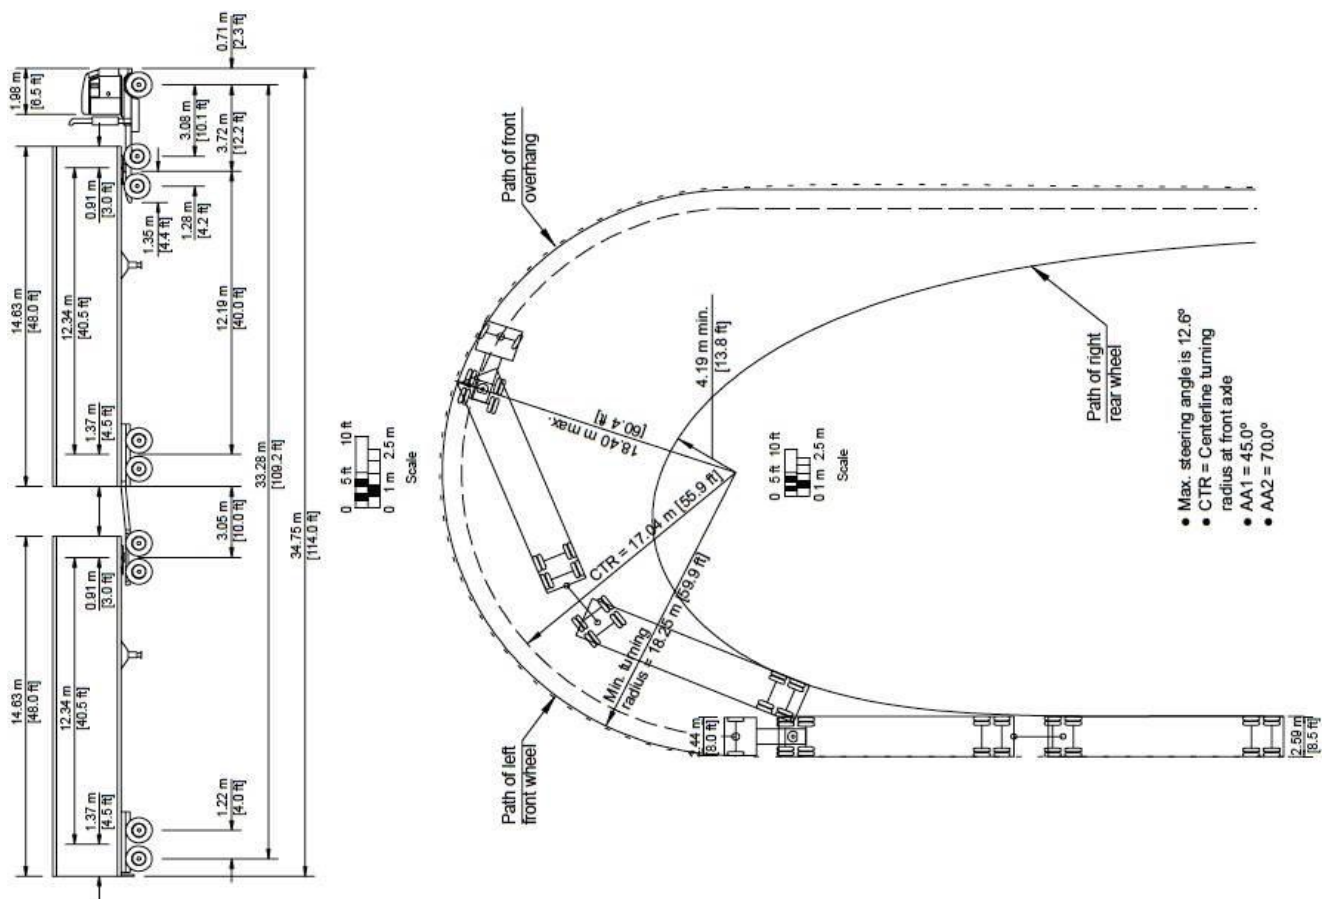 0.71 m
[2.3 ft]
1.98 m
[6.5 ft]
3.08 m
[10.1 ft]
3.72 m
[12.2 ft]
0.91 m
[3.0 ft]
1.35 m
[4.4 ft]
1.28 m
[4.2 ft]
14.63 m
[48.0 ft]
12.34 m
[40.5 ft]
12.19 m
[40.0 ft]
1.37 m
[4.5 ft]
33.28 m
[109.2 ft]
3.05 m
[10.0 ft]
34.75 m
[114.0 ft]
0.91 m
[3.0 ft]
14.63 m
[48.0 ft]
12.34 m
[40.5 ft]
1.37 m
[4.5 ft]
1.22 m
[4.0 ft]
0 5 ft 10 ft
0 1 m 2.5 m
Scale
Path of front
overhang
4.19 m min.
[13.8 ft]
18.40 m max.
[60.4 ft]
CTR = 17.04 m [55.9 ft]
Min. turning
radius = 18.25 m [59.9 ft]
0 5 ft 10 ft
0 1 m 2.5 m
Scale
Path of right
rear wheel
Path of left
front wheel
.44 m
[8.0 ft]
2.59 m
[8.5 ft]
• Max. steering angle is 12.6º
• CTR = Centerline turning
radius at front axle
• AA1 = 45.0º
• AA2 = 70.0º